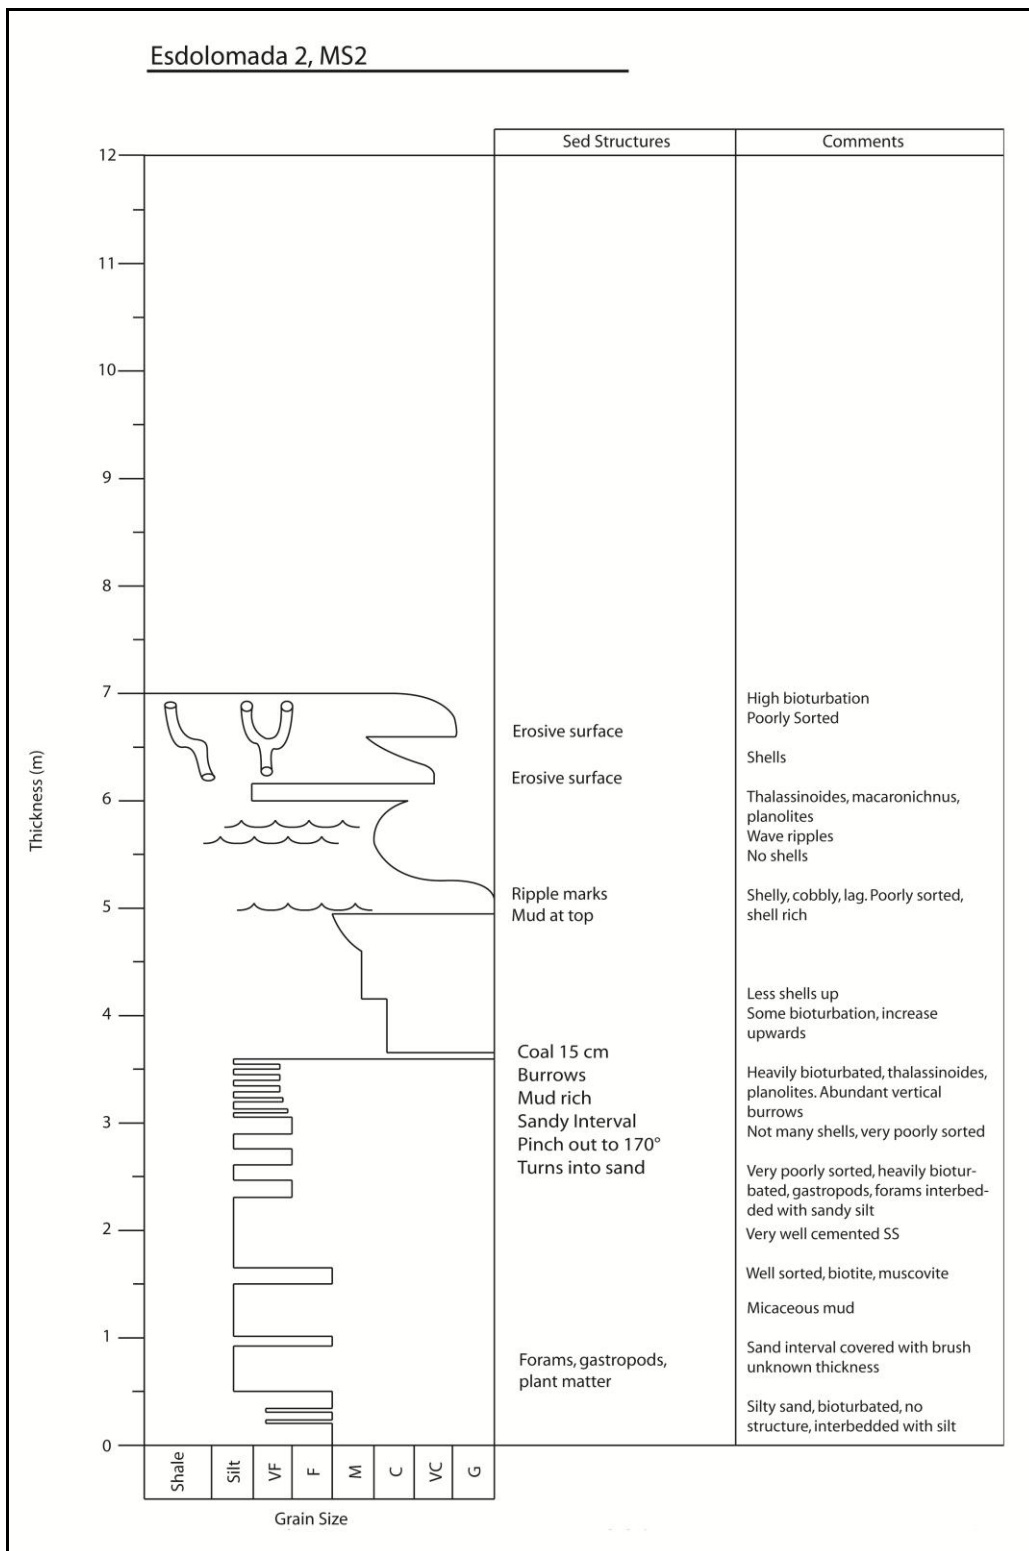 Esdolomada 2, MS2
Sed Structures
Comments
12
11
10
9
8
7
6
5
4
3
2
1
0
Thickness (m)
Erosive surface
Erosive surface
Ripple marks
Mud at top
Coal 15 cm
Burrows
Mud rich
Sandy Interval
Pinch out to 170°
Turns into sand
Forams, gastropods,
plant matter
High bioturbation
Poorly Sorted
Shells
Thalassinoides, macaronichnus,
planolites
Wave ripples
No shells
Shelly, cobbly, lag. Poorly sorted,
shell rich
Less shells up
Some bioturbation, increase
upwards
Heavily bioturbated, thalassinoides,
planolites. Abundant vertical
burrows
Not many shells, very poorly sorted
Very poorly sorted, heavily biotur-
bated, gastropods, forams interbed-
ded with sandy silt
Very well cemented SS
Well sorted, biotite, muscovite
Micaceous mud
Sand interval covered with brush
unknown thickness
Silty sand, bioturbated, no
structure, interbedded with silt
Shale
Silt
VF
F
M
C
VC
G
Grain Size